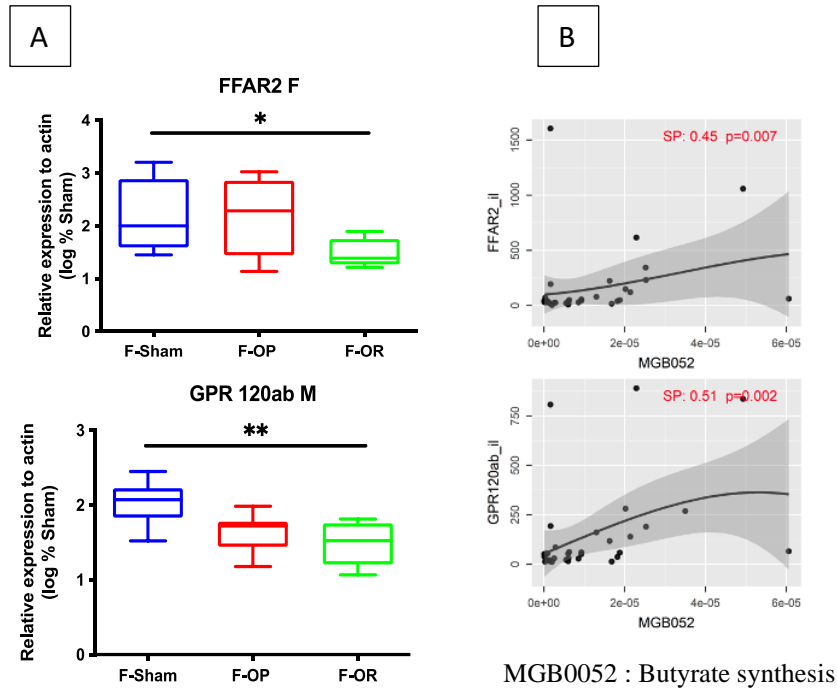 A
FFAR2 F
Relative expression to actin
(log % Sham)
4
3
2
1
0
*
F-Sham F-OP F-OR
GPR 120ab M
Relative expression to actin
(log % Sham)
3
2
1
0
**
F-Sham F-OP F-OR
B
SP: 0.45 p=0.007
FFAR2_il
1500
1000
500
0
0e+00 2e-05 4e-05 6e-05
MGB052
SP: 0.51 p=0.002
GPR120ab_il
750
500
250
0
0e+00 2e-05 4e-05 6e-05
MGB052
MGB0052 : Butyrate synthesis